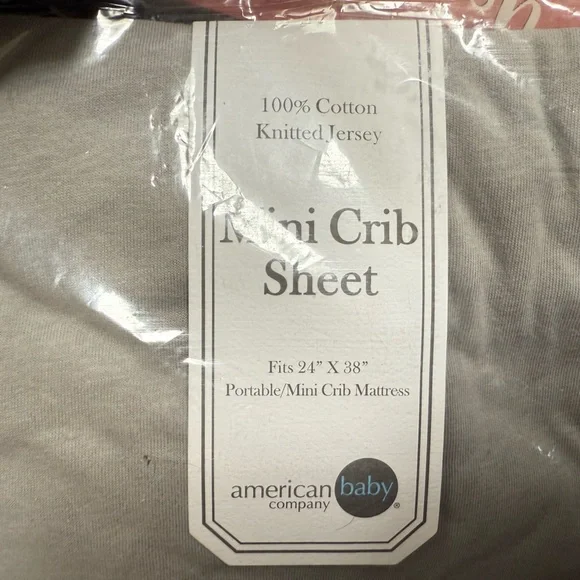 100% Cotton
Knitted Jersey
Mini Crib
Sheet
Fits 24" X 38"
Portable/Mini Crib Mattress
american baby
company ®